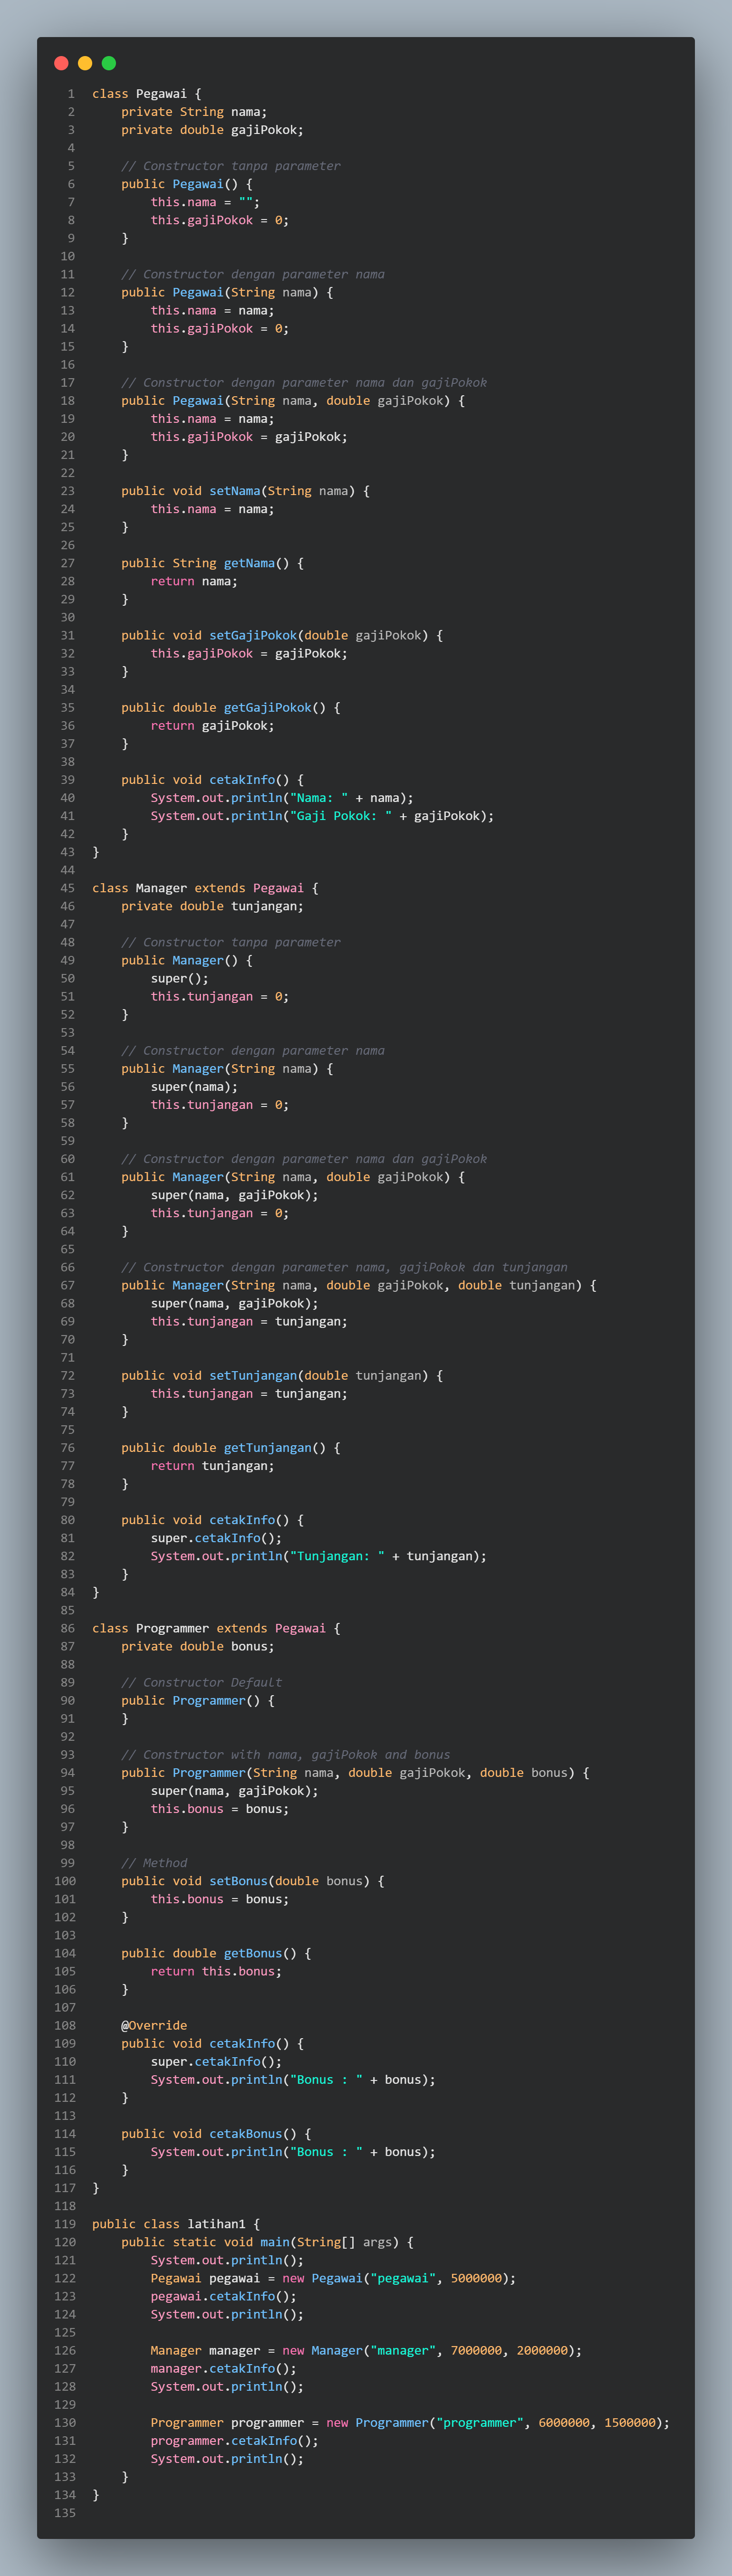 1 class Pegawai {
2 private String nama;
3 private double gajiPokok;
4
5 // Constructor tanpa parameter
6 public Pegawai() {
7 this.nama = "";
8 this.gajiPokok = 0;
9 }
10
11 // Constructor dengan parameter nama
12 public Pegawai(String nama) {
13 this.nama = nama;
14 this.gajiPokok = 0;
15 }
16
17 // Constructor dengan parameter nama dan gajiPokok
18 public Pegawai(String nama, double gajiPokok) {
19 this.nama = nama;
20 this.gajiPokok = gajiPokok;
21 }
22
23 public void setNama(String nama) {
24 this.nama = nama;
25 }
26
27 public String getNama() {
28 return nama;
29 }
30
31 public void setGajiPokok(double gajiPokok) {
32 this.gajiPokok = gajiPokok;
33 }
34
35 public double getGajiPokok() {
36 return gajiPokok;
37 }
38
39 public void cetakInfo() {
40 System.out.println("Nama: " + nama);
41 System.out.println("Gaji Pokok: " + gajiPokok);
42 }
43 }
44
45 class Manager extends Pegawai {
46 private double tunjangan;
47
48 // Constructor tanpa parameter
49 public Manager() {
50 super();
51 this.tunjangan = 0;
52 }
53
54 // Constructor dengan parameter nama
55 public Manager(String nama) {
56 super(nama);
57 this.tunjangan = 0;
58 }
59
60 // Constructor dengan parameter nama dan gajiPokok
61 public Manager(String nama, double gajiPokok) {
62 super(nama, gajiPokok);
63 this.tunjangan = 0;
64 }
65
66 // Constructor dengan parameter nama, gajiPokok dan tunjangan
67 public Manager(String nama, double gajiPokok, double tunjangan) {
68 super(nama, gajiPokok);
69 this.tunjangan = tunjangan;
70 }
71
72 public void setTunjangan(double tunjangan) {
73 this.tunjangan = tunjangan;
74 }
75
76 public double getTunjangan() {
77 return tunjangan;
78 }
79
80 public void cetakInfo() {
81 super.cetakInfo();
82 System.out.println("Tunjangan: " + tunjangan);
83 }
84 }
85
86 class Programmer extends Pegawai {
87 private double bonus;
88
89 // Constructor Default
90 public Programmer() {
91 }
92
93 // Constructor with nama, gajiPokok and bonus
94 public Programmer(String nama, double gajiPokok, double bonus) {
95 super(nama, gajiPokok);
96 this.bonus = bonus;
97 }
98
99 // Method
100 public void setBonus(double bonus) {
101 this.bonus = bonus;
102 }
103
104 public double getBonus() {
105 return this.bonus;
106 }
107
108 @Override
109 public void cetakInfo() {
110 super.cetakInfo();
111 System.out.println("Bonus : " + bonus);
112 }
113
114 public void cetakBonus() {
115 System.out.println("Bonus : " + bonus);
116 }
117 }
118
119 public class latihan1 {
120 public static void main(String[] args) {
121 System.out.println();
122 Pegawai pegawai = new Pegawai("pegawai", 5000000);
123 pegawai.cetakInfo();
124 System.out.println();
125
126 Manager manager = new Manager("manager", 7000000, 2000000);
127 manager.cetakInfo();
128 System.out.println();
129
130 Programmer programmer = new Programmer("programmer", 6000000, 1500000);
131 programmer.cetakInfo();
132 System.out.println();
133 }
134 }
135